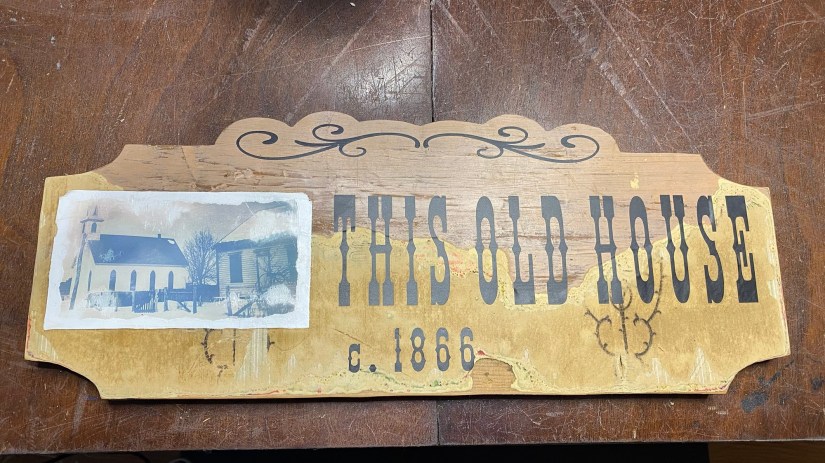 THIS OLD HOUSE
c. 1866